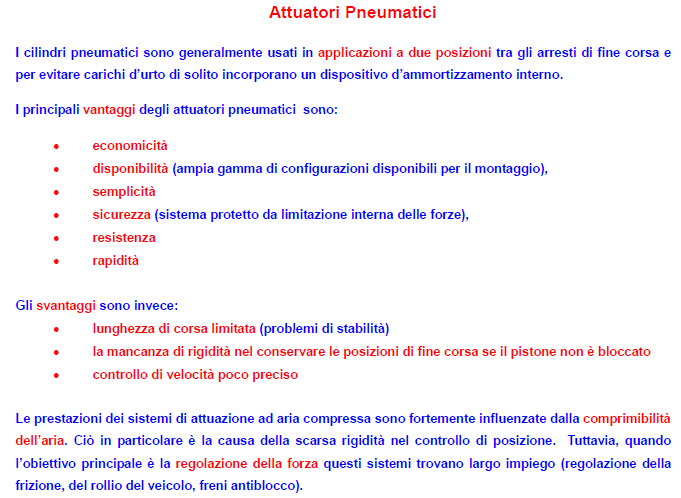 Attuatori Pneumatici
I cilindri pneumatici sono generalmente usati in applicazioni a due posizioni tra gli arresti di fine corsa e
per evitare carichi d'urto di solito incorporano un dispositivo d'ammortizzamento interno.
I principali vantaggi degli attuatori pneumatici sono:
• economicità
• disponibilità (ampia gamma di configurazioni disponibili per il montaggio),
• semplicità
• sicurezza (sistema protetto da limitazione interna delle forze),
• resistenza
• rapidità
Gli svantaggi sono invece:
• lunghezza di corsa limitata (problemi di stabilità)
• la mancanza di rigidità nel conservare le posizioni di fine corsa se il pistone non è bloccato
• controllo di velocità poco preciso
Le prestazioni dei sistemi di attuazione ad aria compressa sono fortemente influenzate dalla comprimibilità
dell'aria. Ciò in particolare è la causa della scarsa rigidità nel controllo di posizione. Tuttavia, quando
l'obiettivo principale è la regolazione della forza questi sistemi trovano largo impiego (regolazione della
frizione, del rollio del veicolo, freni antiblocco).